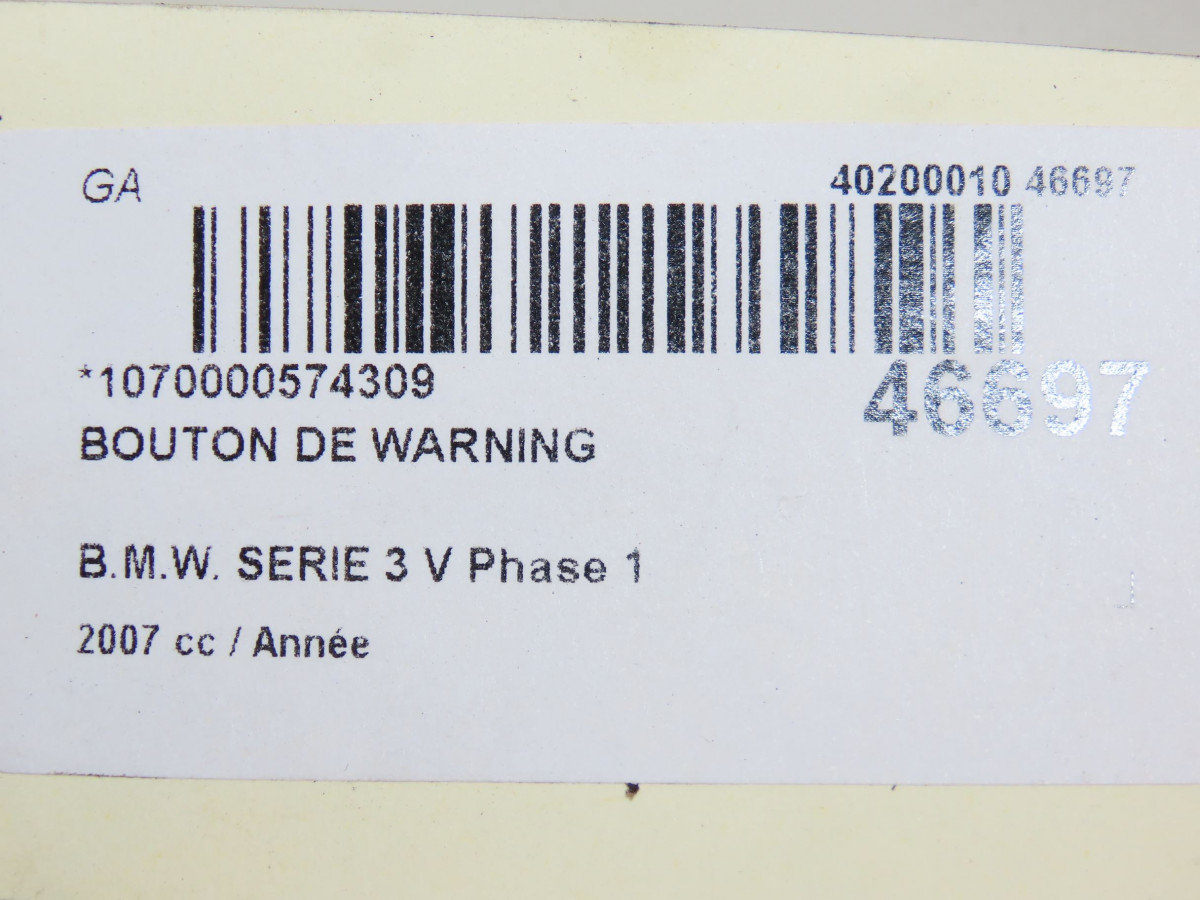 GA 40200010 46697
*1070000574309
46697
BOUTON DE WARNING
B.M.W. SERIE 3 V Phase 1
2007 cc / Année